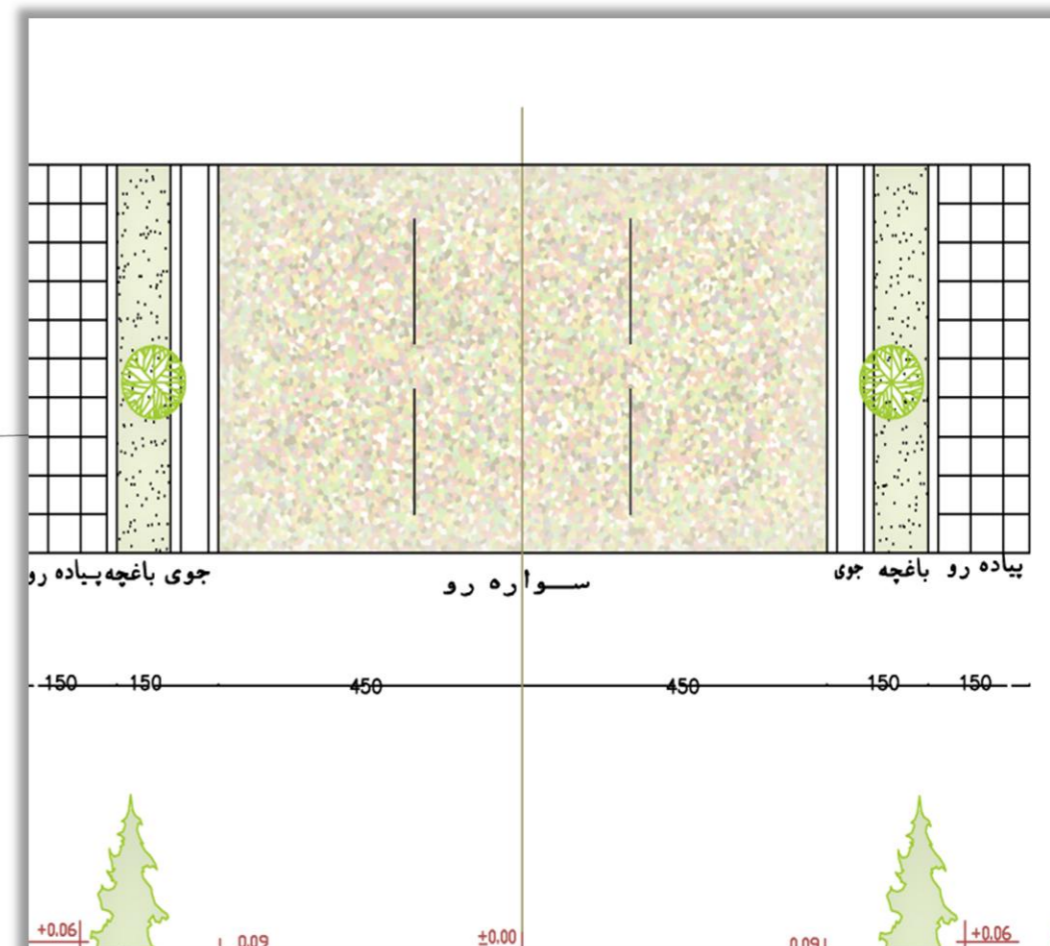 پیاده رو باغچه جوی سواره رو جوی باغچه پیاده رو
150 150 450 450 150 150
+0.06 0.09 ±0.00 0.09 +0.06